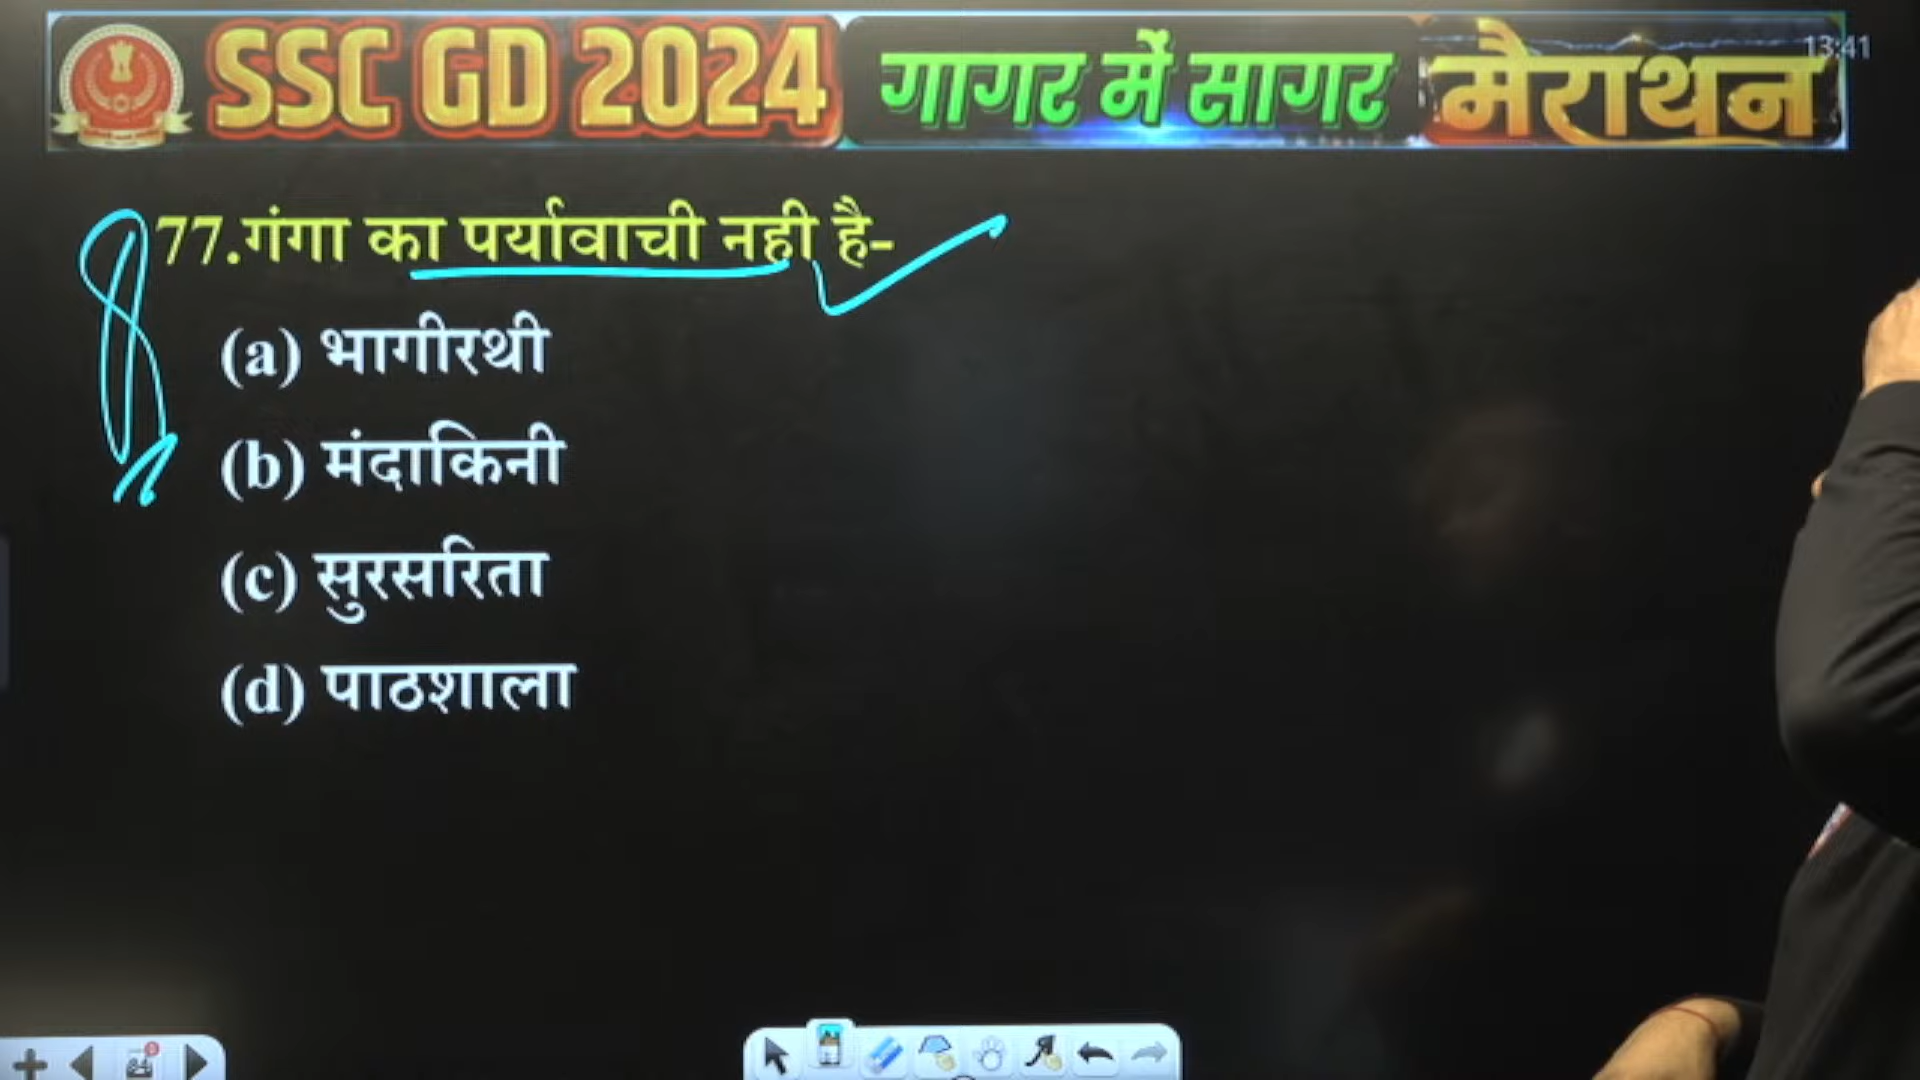 SSC GD 2024 गागर में सागर मैराथन
13:41
77.गंगा का पर्यावाची नही है-
(a) भागीरथी
(b) मंदाकिनी
(c) सुरसरिता
(d) पाठशाला